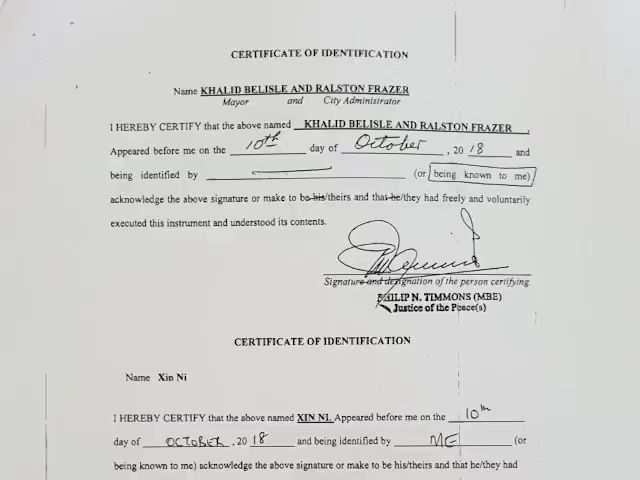 CERTIFICATE OF IDENTIFICATION
Name KHALID BELISLE AND RALSTON FRAZER
Mayor and City Administrator
I HEREBY CERTIFY that the above named KHALID BELISLE AND RALSTON FRAZER.
Appeared before me on the 10th day of October, 2018 and
being identified by (or being known to me)
acknowledge the above signature or make to be his/theirs and that he/they had freely and voluntarily
executed this instrument and understood its contents.
Signature and designation of the person certifying.
PHILIP N. TIMMONS (MBE)
Justice of the Peace(s)
CERTIFICATE OF IDENTIFICATION
Name Xin Ni
I HEREBY CERTIFY that the above named XIN NI. Appeared before me on the 10th
day of OCTOBER, 2018 and being identified by ME (or
being known to me) acknowledge the above signature or make to be his/theirs and that he/they had